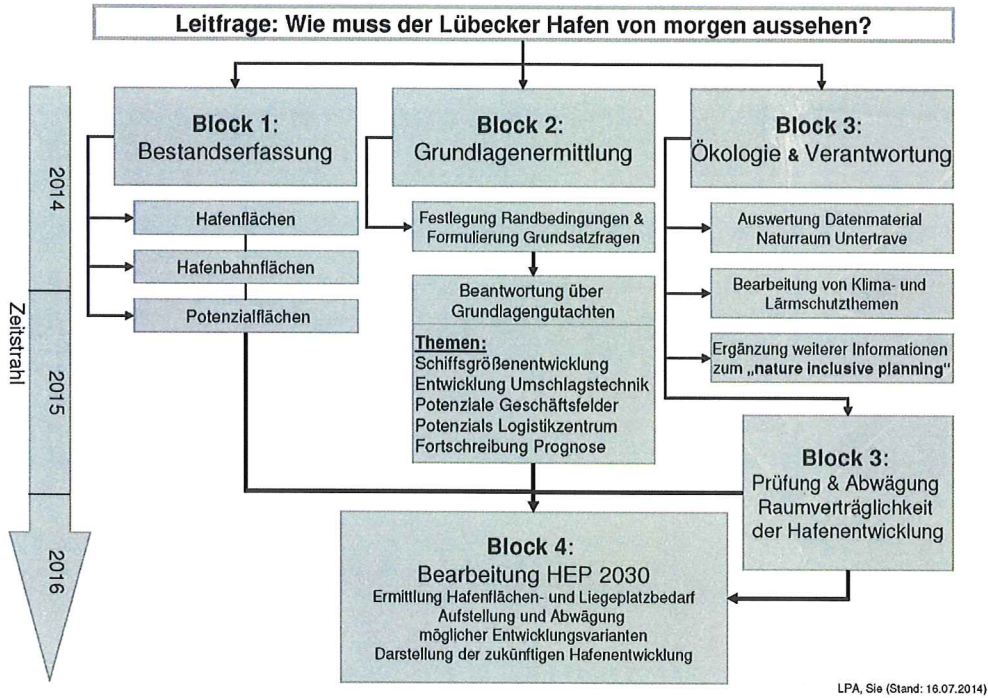 Leitfrage: Wie muss der Lübecker Hafen von morgen aussehen?
Zeitstrahl
2014
2015
2016
Block 1:
Bestandserfassung
Hafenflächen
Hafenbahnflächen
Potenzialflächen
Block 2:
Grundlagenermittlung
Festlegung Randbedingungen &
Formulierung Grundsatzfragen
Beantwortung über
Grundlagengutachten
Themen:
Schiffsgrößenentwicklung
Entwicklung Umschlagstechnik
Potenziale Geschäftsfelder
Potenzials Logistikzentrum
Fortschreibung Prognose
Block 3:
Ökologie & Verantwortung
Auswertung Datenmaterial
Naturraum Untertrave
Bearbeitung von Klima- und
Lärmschutzthemen
Ergänzung weiterer Informationen
zum „nature inclusive planning"
Block 3:
Prüfung & Abwägung
Raumverträglichkeit
der Hafenentwicklung
Block 4:
Bearbeitung HEP 2030
Ermittlung Hafenflächen- und Liegeplatzbedarf
Aufstellung und Abwägung
möglicher Entwicklungsvarianten
Darstellung der zukünftigen Hafenentwicklung
LPA, Sie (Stand: 16.07.2014)